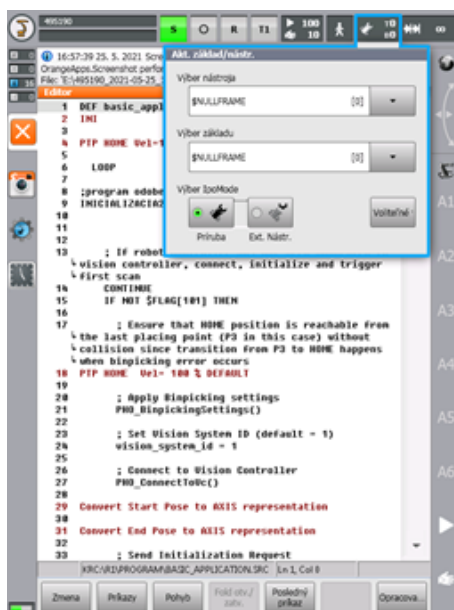 495190
S O R T1 100 10 T0 B0 ∞
16:57:39 25. 5. 2021
OrangeApps.Screenshot
Akt. základ/nástr.
Výber nástroja
$NULLFRAME [0]
Výber základu
$NULLFRAME [0]
Výber IpoMode
Príruba Ext. Nástr. Voliteľné
Editor
1 DEF basic_appl
2 INI
3
4 PTP HOME Vel=1
5
6 LOOP
7
8 ;program odobe
9 INICIALIZACIA2
10
11
12
13 ; If robot
vision controller, connect, initialize and trigger
first scan
14 CONTINUE
15 IF NOT $FLAG[101] THEN
16
17 ; Ensure that HOME position is reachable from
the last placing point (P3 in this case) without
collision since transition from P3 to HOME happens
when binpicking error occurs
18 PTP HOME Vel= 100 % DEFAULT
19
20 ; Apply Binpicking settings
21 PHO_BinpickingSettings()
22
23 ; Set Vision System ID (default = 1)
24 vision_system_id = 1
25
26 ; Connect to Vision Controller
27 PHO_ConnectToVc()
28
29 Convert Start Pose to AXIS representation
30
31 Convert End Pose to AXIS representation
32
33 ; Send Initialization Request
KRC:\R1\PROGRAM\BASIC_APPLICATION.SRC Ln 1, Col 0
A1
A2
A3
A4
A5
A6
Zmena Príkazy Pohyb Fold otv./ zatv. Posledný príkaz Opracova...